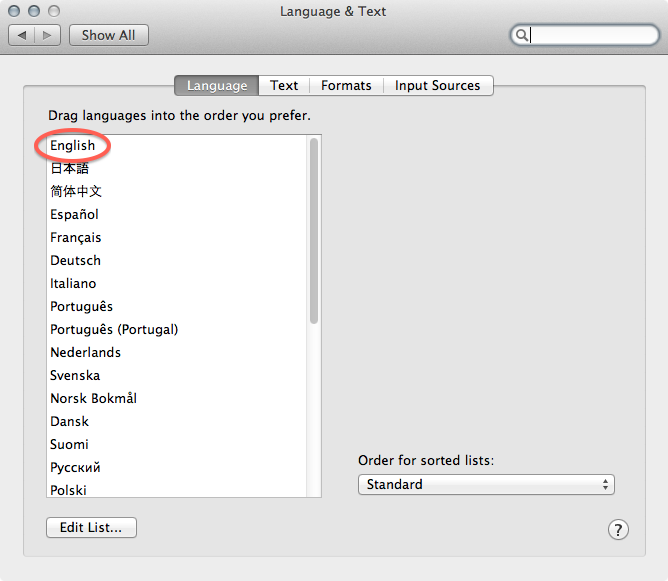 Language & Text
Show All
Language Text Formats Input Sources
Drag languages into the order you prefer.
English
日本語
简体中文
Español
Français
Deutsch
Italiano
Português
Português (Portugal)
Nederlands
Svenska
Norsk Bokmål
Dansk
Suomi
Русский
Polski
Order for sorted lists:
Standard
Edit List...
?